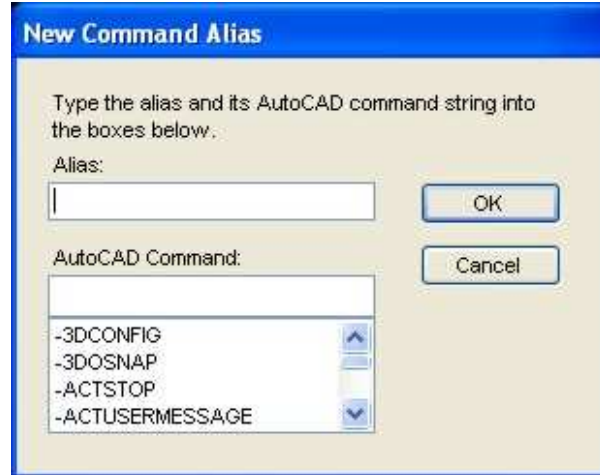 New Command Alias
Type the alias and its AutoCAD command string into
the boxes below.
Alias:
OK
AutoCAD Command:
Cancel
-3DCONFIG
-3DOSNAP
-ACTSTOP
-ACTUSERMESSAGE